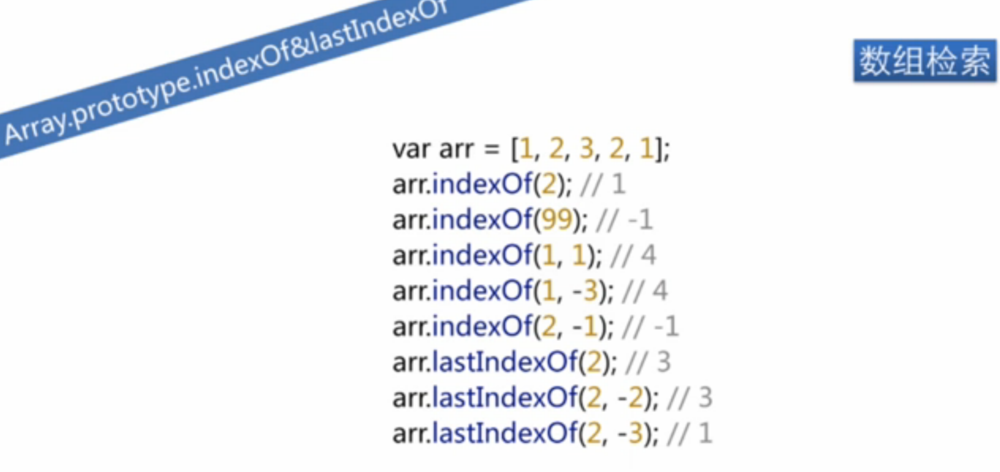 Array.prototype.indexOf&lastIndexOf
数组检索
var arr = [1, 2, 3, 2, 1];
arr.indexOf(2); // 1
arr.indexOf(99); // -1
arr.indexOf(1, 1); // 4
arr.indexOf(1, -3); // 4
arr.indexOf(2, -1); // -1
arr.lastIndexOf(2); // 3
arr.lastIndexOf(2, -2); // 3
arr.lastIndexOf(2, -3); // 1